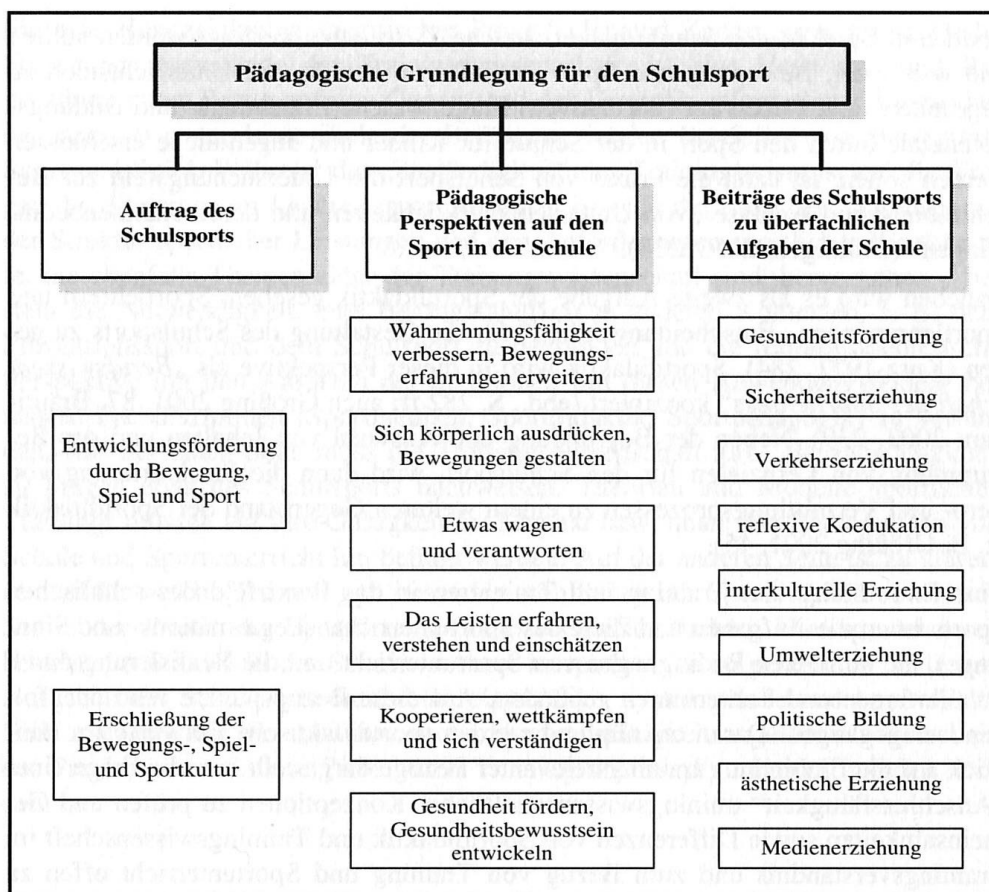 Pädagogische Grundlegung für den Schulsport
Auftrag des
Schulsports
Pädagogische
Perspektiven auf den
Sport in der Schule
Beiträge des Schulsports
zu überfachlichen
Aufgaben der Schule
Entwicklungsförderung
durch Bewegung,
Spiel und Sport
Erschließung der
Bewegungs-, Spiel-
und Sportkultur
Wahrnehmungsfähigkeit
verbessern, Bewegungs-
erfahrungen erweitern
Sich körperlich ausdrücken,
Bewegungen gestalten
Etwas wagen
und verantworten
Das Leisten erfahren,
verstehen und einschätzen
Kooperieren, wettkämpfen
und sich verständigen
Gesundheit fördern,
Gesundheitsbewusstsein
entwickeln
Gesundheitsförderung
Sicherheitserziehung
Verkehrserziehung
reflexive Koedukation
interkulturelle Erziehung
Umwelterziehung
politische Bildung
ästhetische Erziehung
Medienerziehung